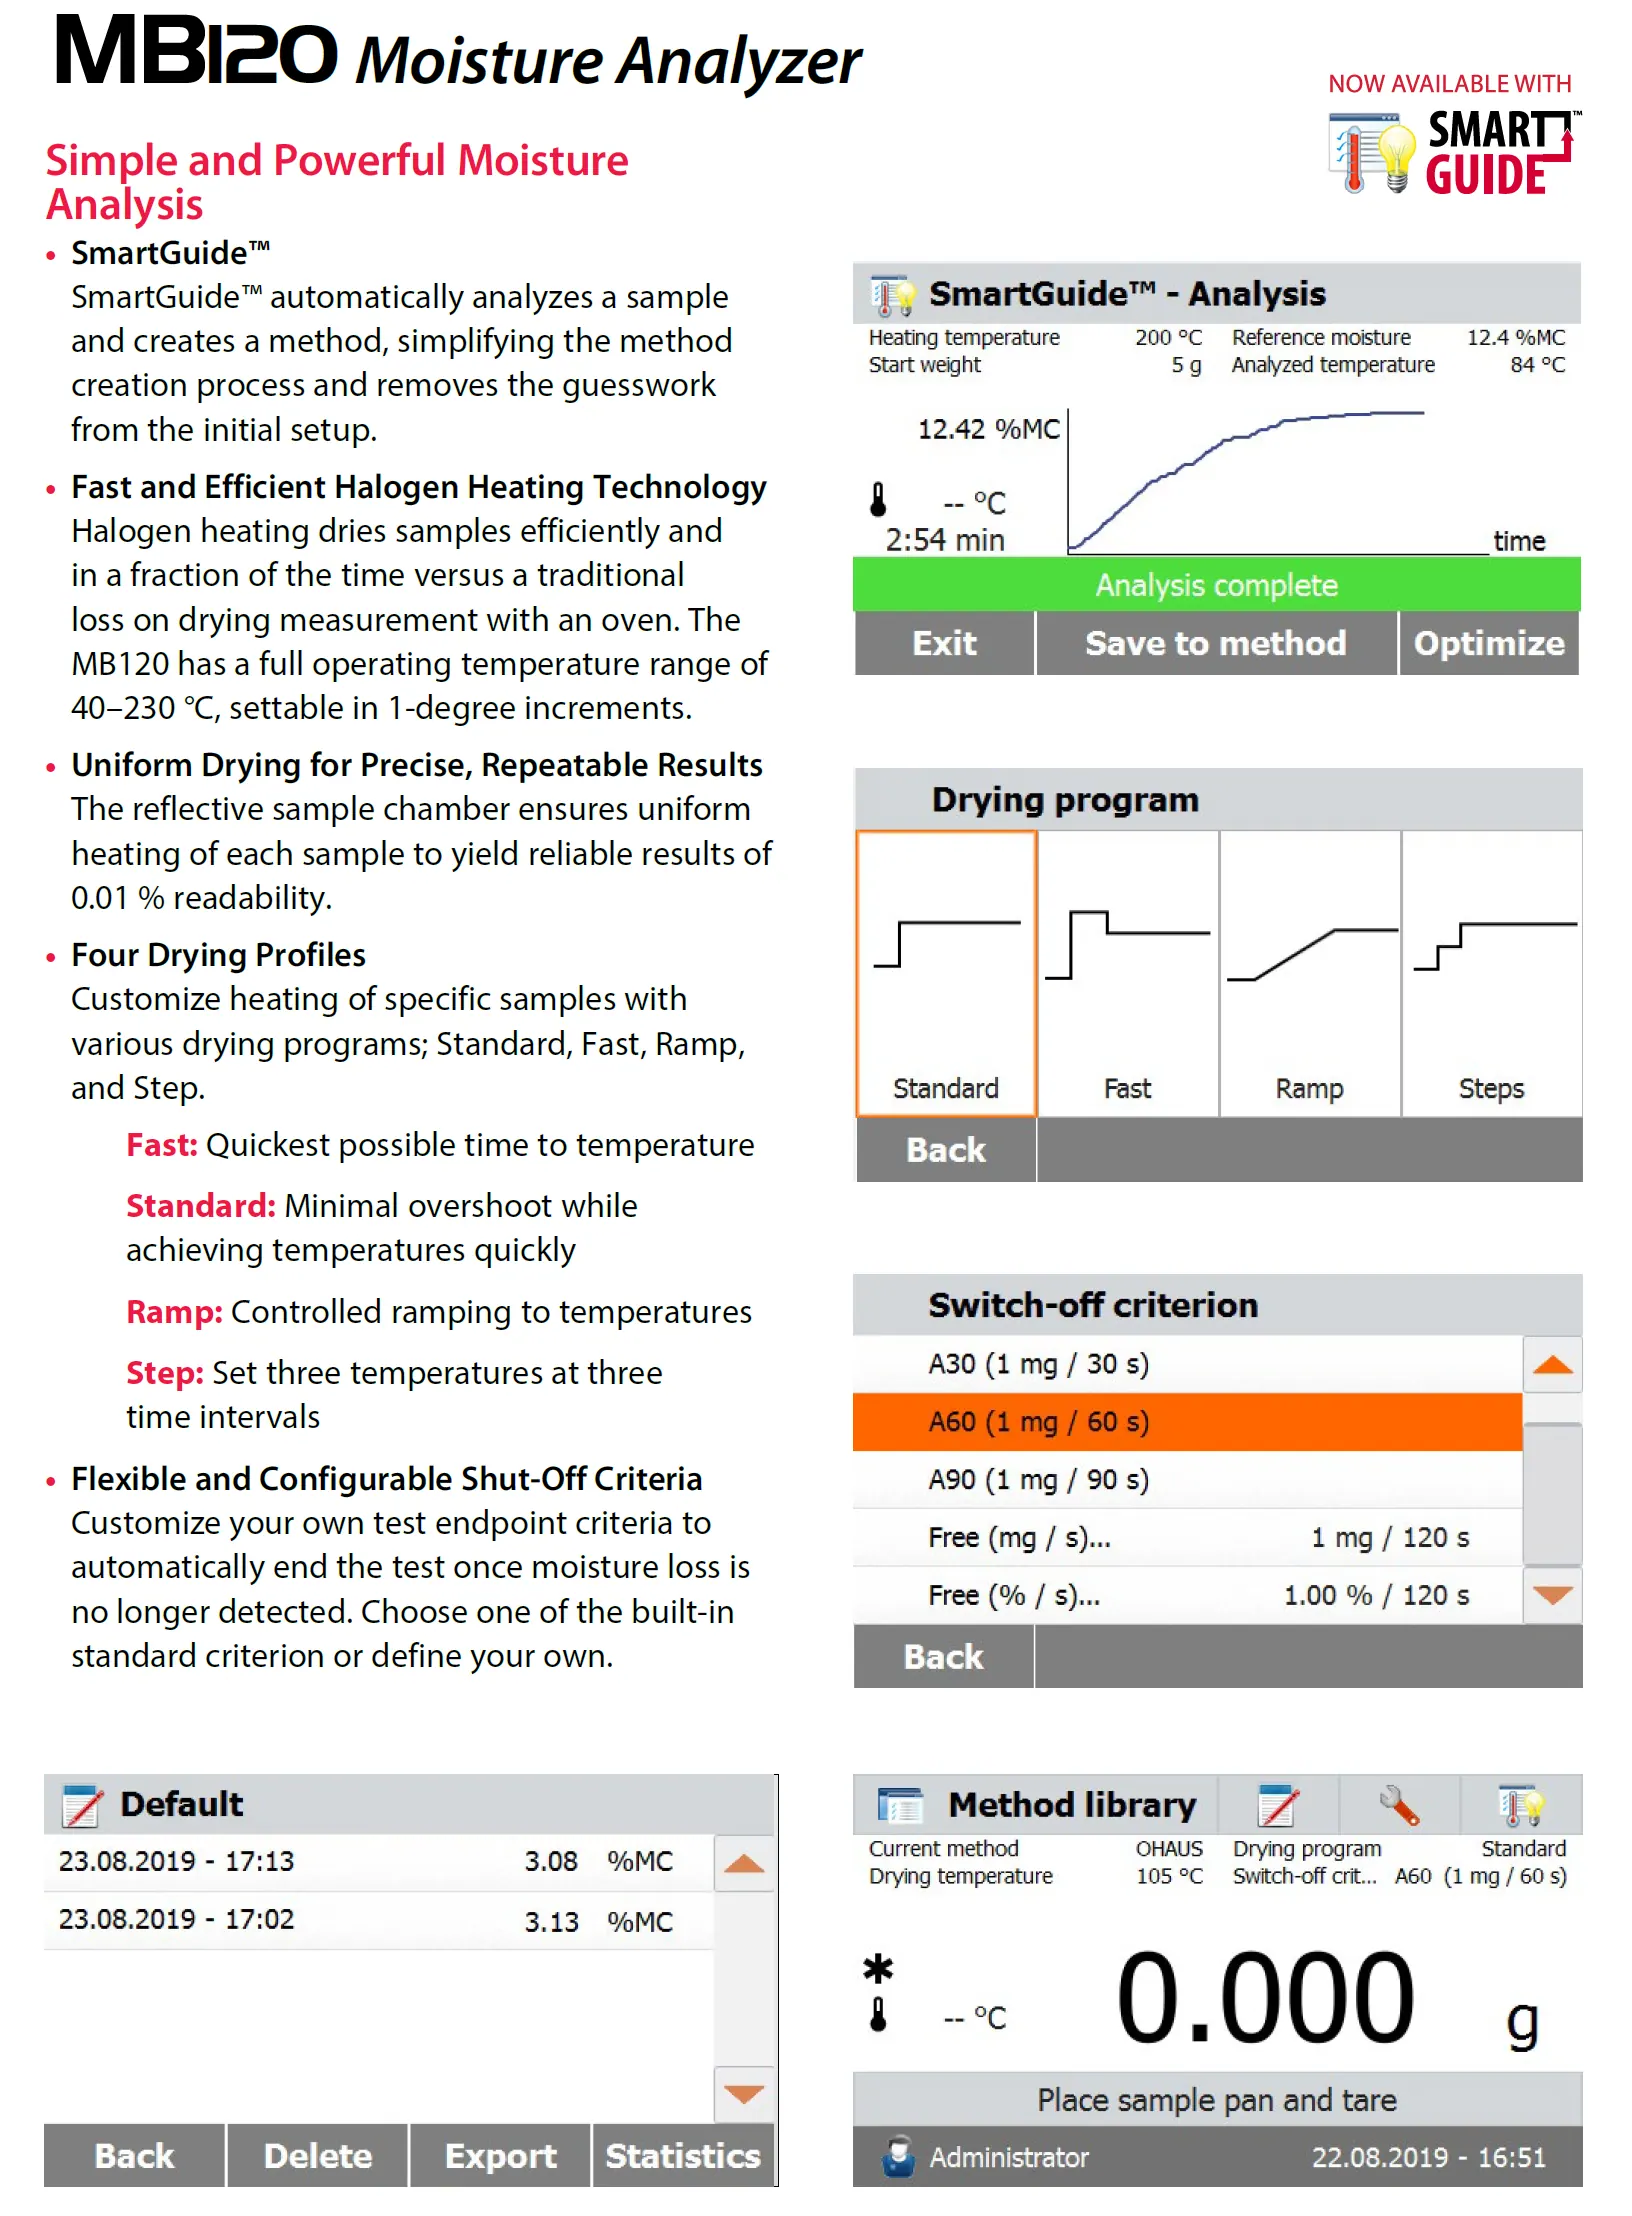 MB120 Moisture Analyzer
NOW AVAILABLE WITH
SMART™
GUIDE
Simple and Powerful Moisture
Analysis
• SmartGuide™
SmartGuide™ automatically analyzes a sample
and creates a method, simplifying the method
creation process and removes the guesswork
from the initial setup.
• Fast and Efficient Halogen Heating Technology
Halogen heating dries samples efficiently and
in a fraction of the time versus a traditional
loss on drying measurement with an oven. The
MB120 has a full operating temperature range of
40–230 °C, settable in 1-degree increments.
• Uniform Drying for Precise, Repeatable Results
The reflective sample chamber ensures uniform
heating of each sample to yield reliable results of
0.01 % readability.
• Four Drying Profiles
Customize heating of specific samples with
various drying programs; Standard, Fast, Ramp,
and Step.
Fast: Quickest possible time to temperature
Standard: Minimal overshoot while
achieving temperatures quickly
Ramp: Controlled ramping to temperatures
Step: Set three temperatures at three
time intervals
• Flexible and Configurable Shut-Off Criteria
Customize your own test endpoint criteria to
automatically end the test once moisture loss is
no longer detected. Choose one of the built-in
standard criterion or define your own.
SmartGuide™ - Analysis
Heating temperature 200 °C Reference moisture 12.4 %MC
Start weight 5 g Analyzed temperature 84 °C
12.42 %MC
-- °C
2:54 min
time
Analysis complete
Exit Save to method Optimize
Drying program
Standard Fast Ramp Steps
Back
Switch-off criterion
A30 (1 mg / 30 s)
A60 (1 mg / 60 s)
A90 (1 mg / 90 s)
Free (mg / s)... 1 mg / 120 s
Free (% / s)... 1.00 % / 120 s
Back
Default
23.08.2019 - 17:13 3.08 %MC
23.08.2019 - 17:02 3.13 %MC
Back Delete Export Statistics
Method library
Current method OHAUS Drying program Standard
Drying temperature 105 °C Switch-off crit... A60 (1 mg / 60 s)
-- °C
0.000 g
Place sample pan and tare
Administrator 22.08.2019 - 16:51